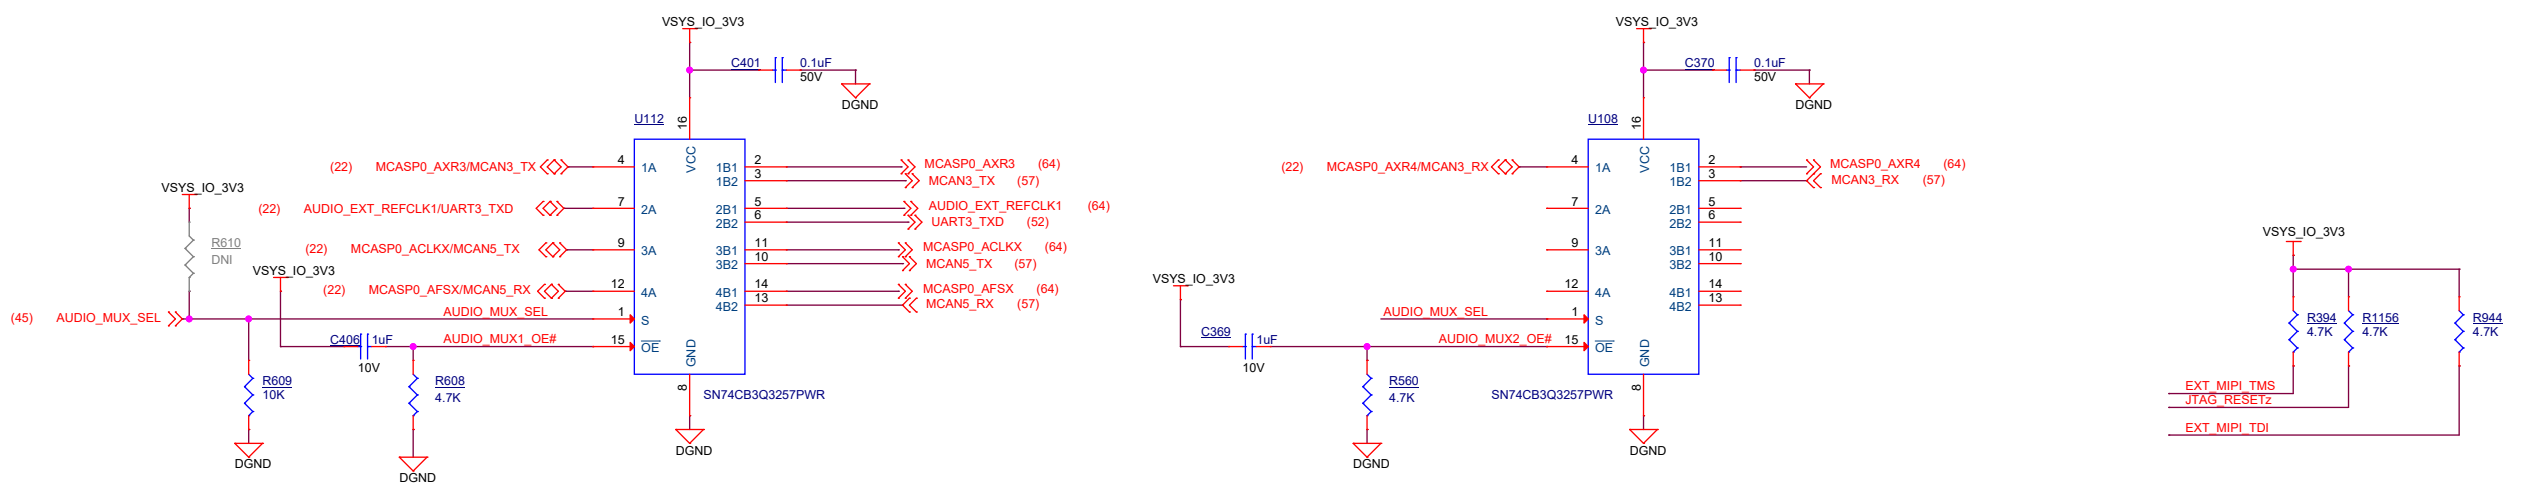 VSYS_IO_3V3
C401 0.1uF
50V
DGND
U112
16
VCC
(22) MCASP0_AXR3/MCAN3_TX 4 1A
1B1 2 MCASP0_AXR3 (64)
1B2 3 MCAN3_TX (57)
VSYS_IO_3V3
(22) AUDIO_EXT_REFCLK1/UART3_TXD 7 2A
2B1 5 AUDIO_EXT_REFCLK1 (64)
2B2 6 UART3_TXD (52)
R610
DNI
(22) MCASP0_ACLKX/MCAN5_TX 9 3A
3B1 11 MCASP0_ACLKX (64)
3B2 10 MCAN5_TX (57)
VSYS_IO_3V3
(22) MCASP0_AFSX/MCAN5_RX 12 4A
4B1 14 MCASP0_AFSX (64)
4B2 13 MCAN5_RX (57)
(45) AUDIO_MUX_SEL AUDIO_MUX_SEL 1 S
C406 1uF AUDIO_MUX1_OE# 15 OE
10V
GND
8
R609
10K
R608
4.7K
SN74CB3Q3257PWR
DGND
DGND
DGND
VSYS_IO_3V3
C370 0.1uF
50V
DGND
U108
16
VCC
(22) MCASP0_AXR4/MCAN3_RX 4 1A
1B1 2 MCASP0_AXR4 (64)
1B2 3 MCAN3_RX (57)
7 2A 2B1 5
2B2 6
9 3A 3B1 11
3B2 10
VSYS_IO_3V3
12 4A 4B1 14
4B2 13
AUDIO_MUX_SEL 1 S
C369 1uF AUDIO_MUX2_OE# 15 OE
10V
GND
8
R560
4.7K
SN74CB3Q3257PWR
DGND
DGND
VSYS_IO_3V3
R394
4.7K
R1156
4.7K
R944
4.7K
EXT_MIPI_TMS
JTAG_RESETz
EXT_MIPI_TDI